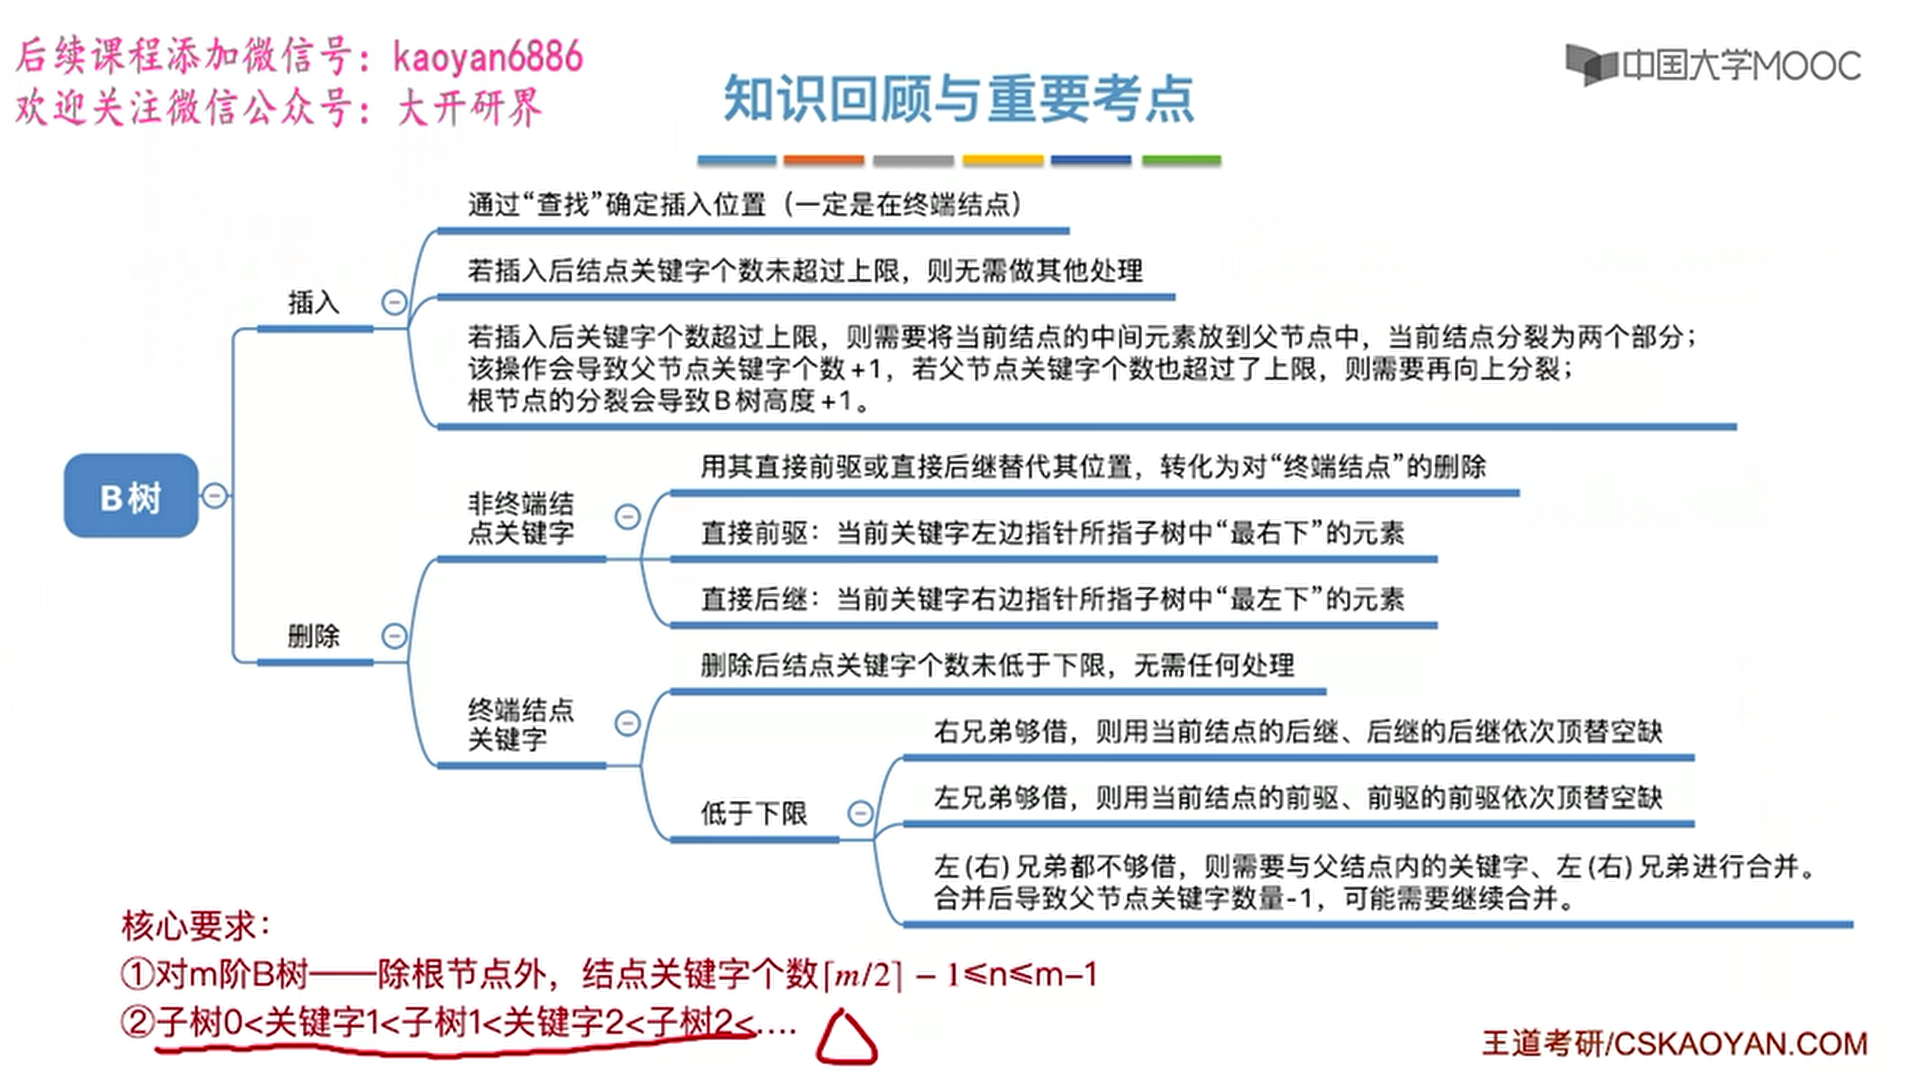 后续课程添加微信号：kaoyan6886
欢迎关注微信公众号：大开研界
中国大学MOOC
知识回顾与重要考点
通过“查找”确定插入位置（一定是在终端结点）
若插入后结点关键字个数未超过上限，则无需做其他处理
插入
若插入后关键字个数超过上限，则需要将当前结点的中间元素放到父节点中，当前结点分裂为两个部分；
该操作会导致父节点关键字个数+1，若父节点关键字个数也超过了上限，则需要再向上分裂；
根节点的分裂会导致B树高度+1。
B树
用其直接前驱或直接后继替代其位置，转化为对“终端结点”的删除
非终端结
点关键字
直接前驱：当前关键字左边指针所指子树中“最右下”的元素
直接后继：当前关键字右边指针所指子树中“最左下”的元素
删除
删除后结点关键字个数未低于下限，无需任何处理
终端结点
关键字
右兄弟够借，则用当前结点的后继、后继的后继依次顶替空缺
左兄弟够借，则用当前结点的前驱、前驱的前驱依次顶替空缺
低于下限
左(右)兄弟都不够借，则需要与父结点内的关键字、左(右)兄弟进行合并。
合并后导致父节点关键字数量-1，可能需要继续合并。
核心要求：
①对m阶B树——除根节点外，结点关键字个数⌈m/2⌉ − 1≤n≤m−1
②子树0<关键字1<子树1<关键字2<子树2<....
王道考研/CSKAOYAN.COM